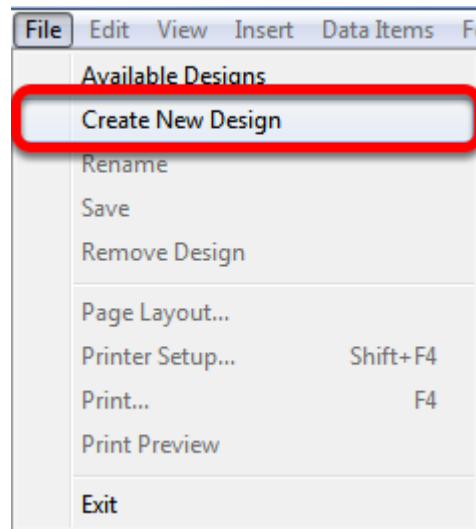 File Edit View Insert Data Items
Available Designs
Create New Design
Rename
Save
Remove Design
Page Layout...
Printer Setup... Shift+F4
Print... F4
Print Preview
Exit